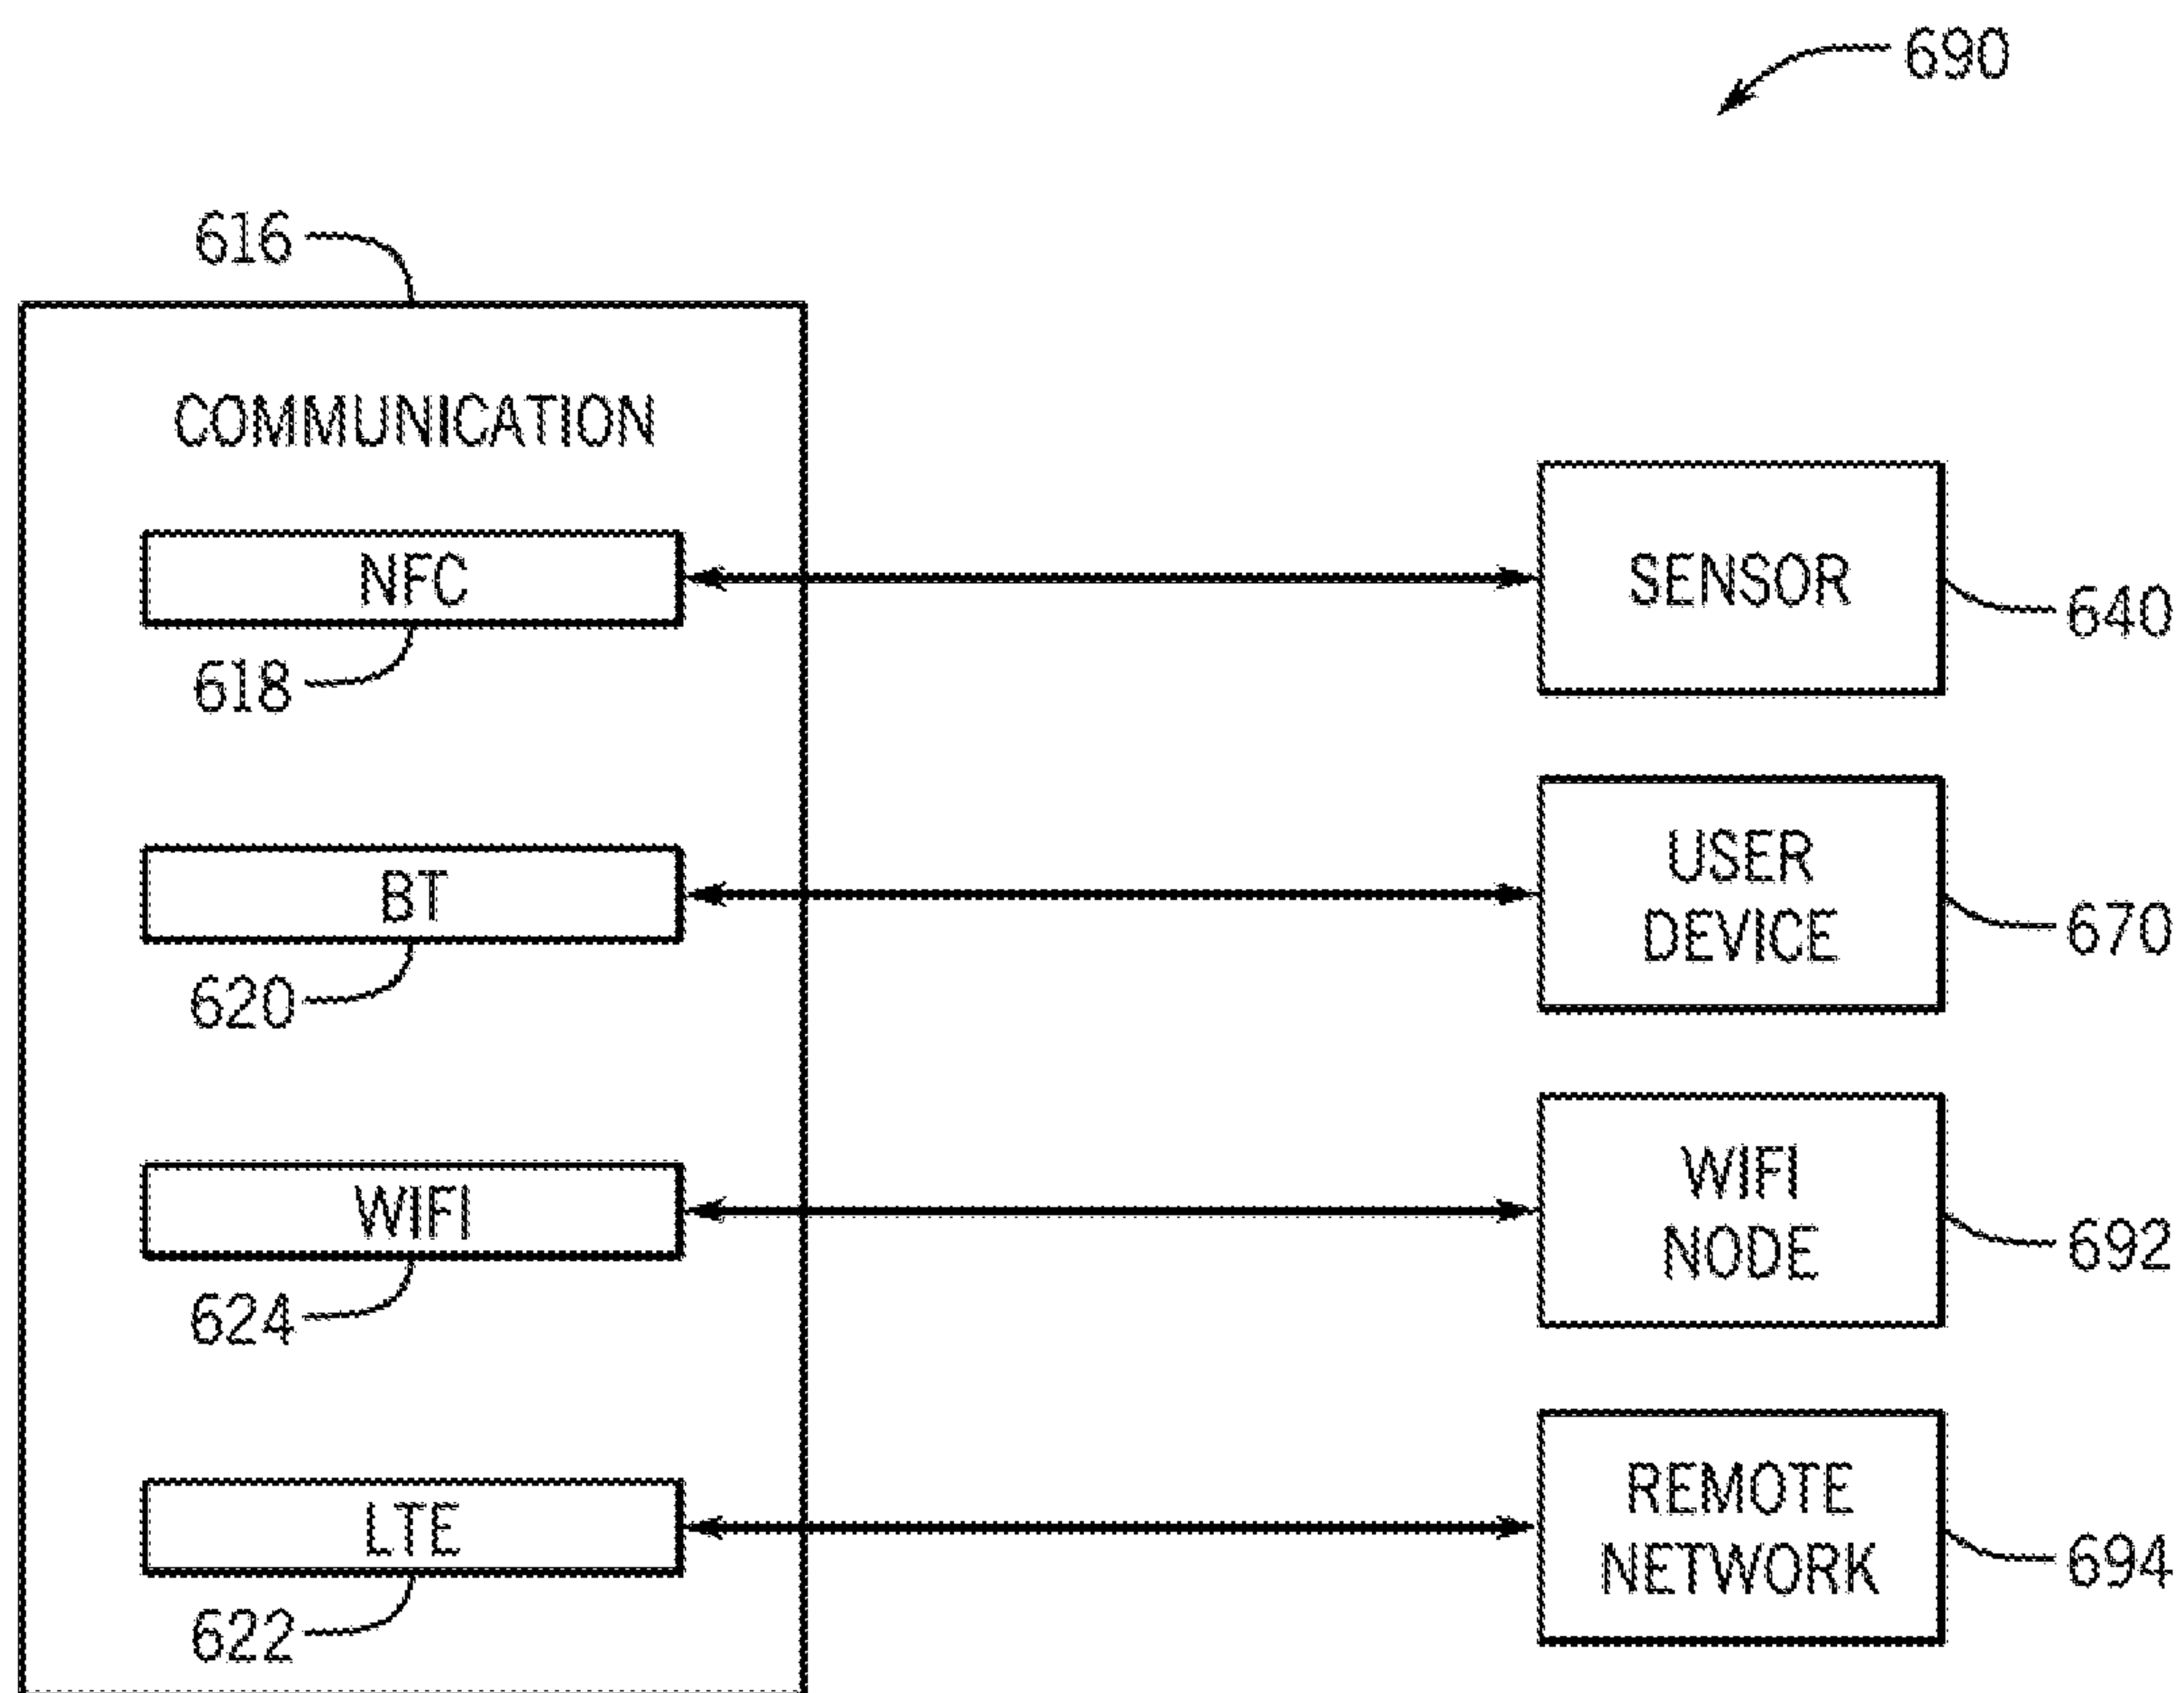 690
616
COMMUNICATION
NFC
618
SENSOR
640
BT
620
USER
DEVICE
670
WIFI
624
WIFI
NODE
692
LTE
622
REMOTE
NETWORK
694